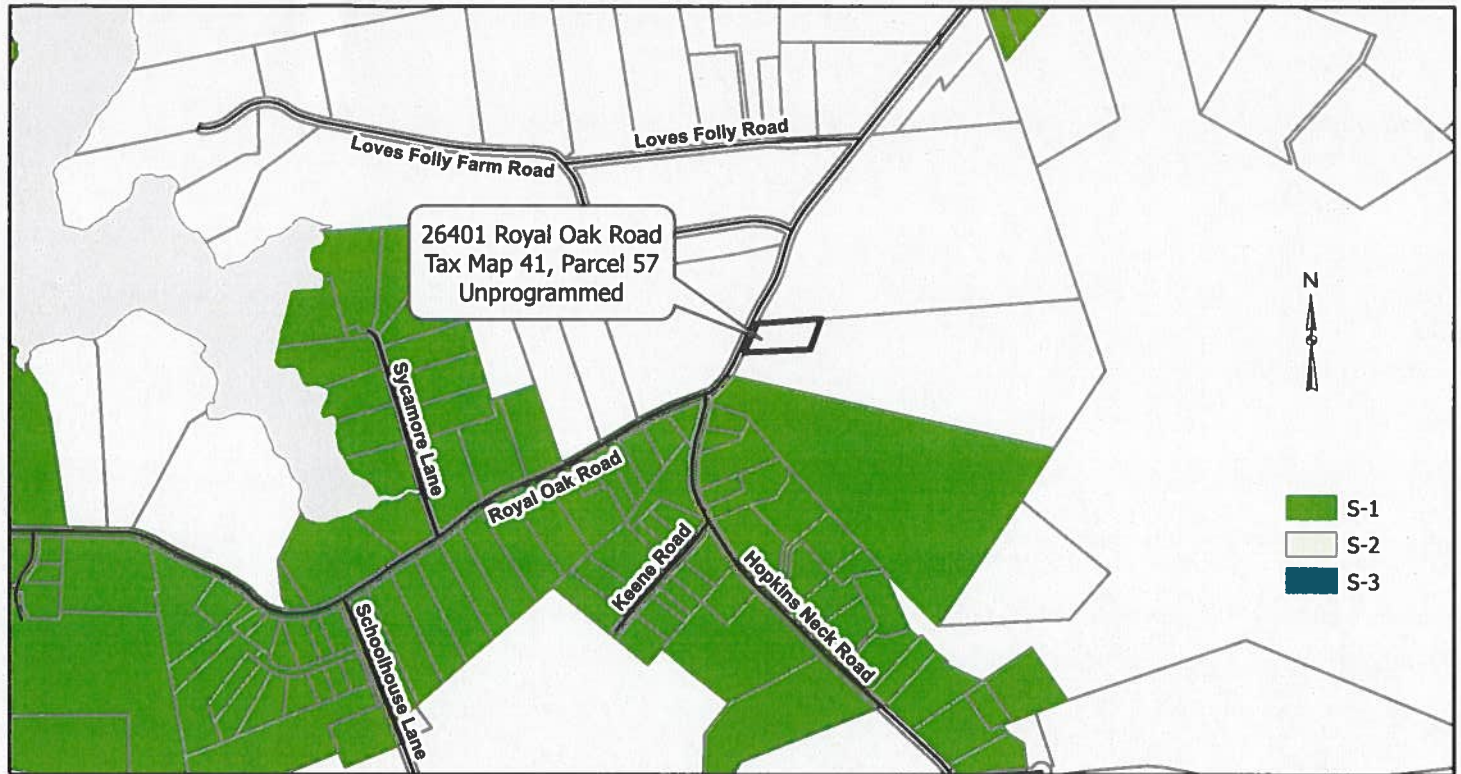 Loves Folly Road
Loves Folly Farm Road
26401 Royal Oak Road
Tax Map 41, Parcel 57
Unprogrammed
N
Sycamore Lane
Royal Oak Road
S-1
S-2
S-3
Keene Road
Hopkins Neck Road
Schoolhouse Lane